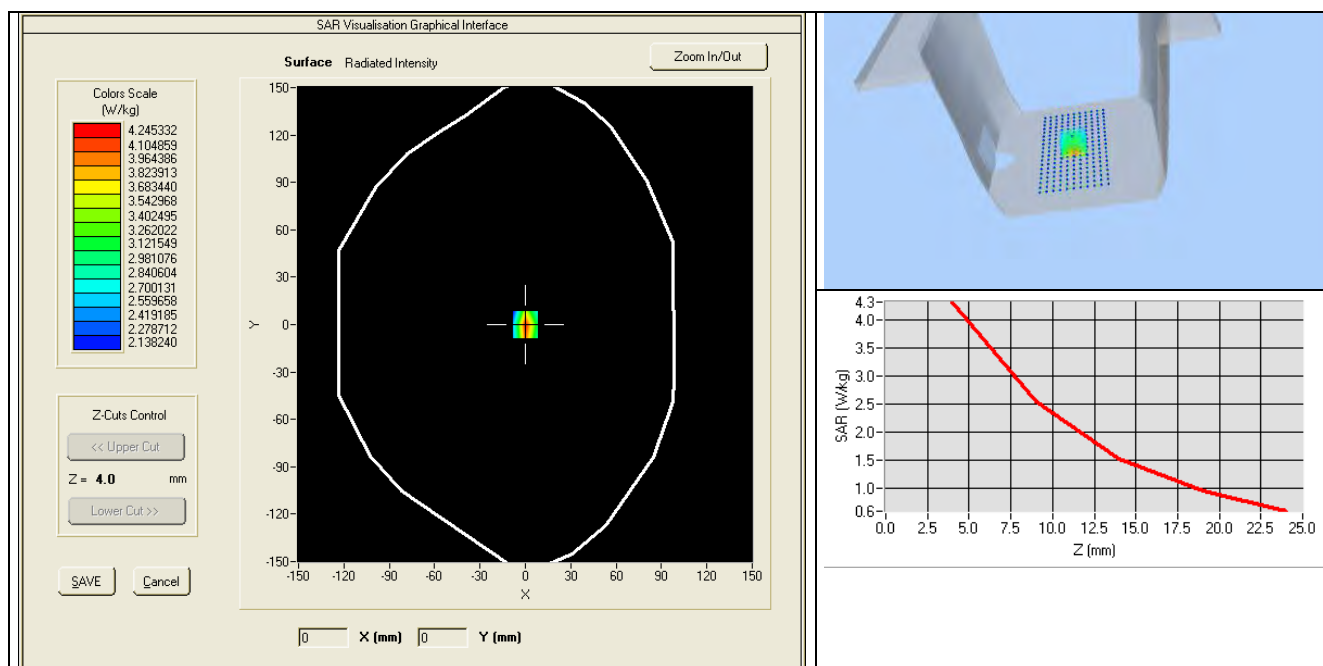 SAR Visualisation Graphical Interface
Surface Radiated Intensity
Zoom In/Out
Colors Scale
(W/kg)
4.245332
4.104859
3.964386
3.823913
3.683440
3.542968
3.402495
3.262022
3.121549
2.981076
2.840604
2.700131
2.559658
2.419185
2.278712
2.138240
Z-Cuts Control
<< Upper Cut
Z = 4.0 mm
Lower Cut >>
SAVE Cancel
150
120
90
60
30
0
-30
-60
-90
-120
-150
Y
-150 -120 -90 -60 -30 0 30 60 90 120 150
X
0 X (mm) 0 Y (mm)
4.3
4.0
3.5
3.0
2.5
2.0
1.5
1.0
0.6
SAR (W/kg)
0.0 2.5 5.0 7.5 10.0 12.5 15.0 17.5 20.0 22.5 25.0
Z (mm)